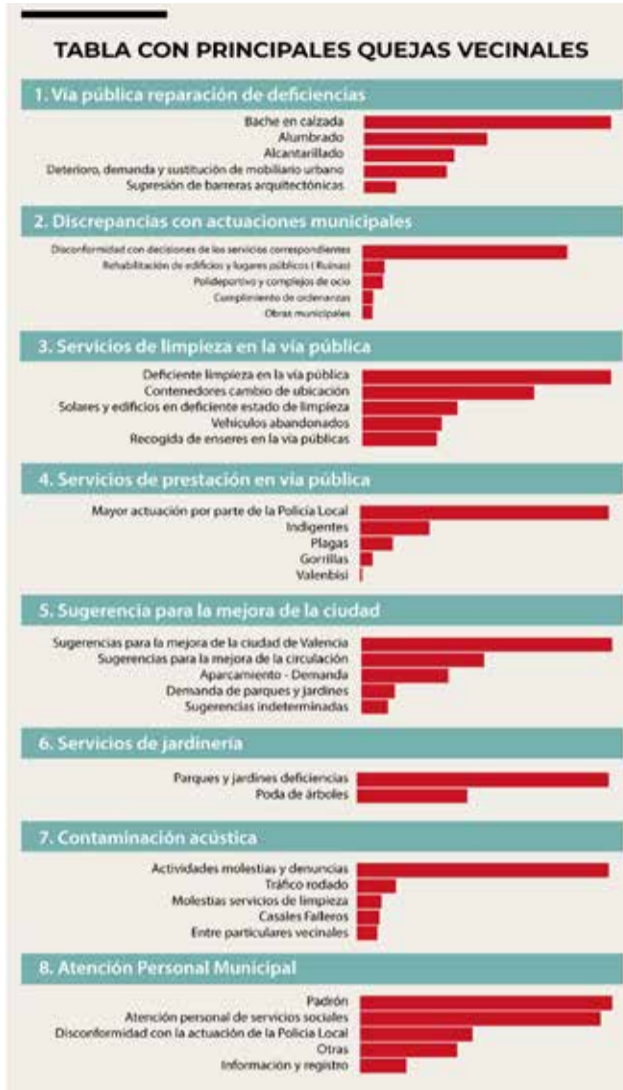 TABLA CON PRINCIPALES QUEJAS VECINALES
1. Vía pública reparación de deficiencias
Bache en calzada
Alumbrado
Alcantarillado
Deterioro, demanda y sustitución de mobiliario urbano
Supresión de barreras arquitectónicas
2. Discrepancias con actuaciones municipales
Disconformidad con decisiones de los servicios correspondientes
Rehabilitación de edificios y lugares públicos ( Ruinas)
Polideportivo y complejos de ocio
Cumplimiento de ordenanzas
Obras municipales
3. Servicios de limpieza en la vía pública
Deficiente limpieza en la vía pública
Contenedores cambio de ubicación
Solares y edificios en deficiente estado de limpieza
Vehículos abandonados
Recogida de enseres en la vía públicas
4. Servicios de prestación en vía pública
Mayor actuación por parte de la Policía Local
Indigentes
Plagas
Gorrillas
Valenbisi
5. Sugerencia para la mejora de la ciudad
Sugerencias para la mejora de la ciudad de Valencia
Sugerencias para la mejora de la circulación
Aparcamiento - Demanda
Demanda de parques y jardines
Sugerencias indeterminadas
6. Servicios de jardinería
Parques y jardines deficiencias
Poda de árboles
7. Contaminación acústica
Actividades molestias y denuncias
Tráfico rodado
Molestias servicios de limpieza
Casales Falleros
Entre particulares vecinales
8. Atención Personal Municipal
Padrón
Atención personal de servicios sociales
Disconformidad con la actuación de la Policía Local
Otras
Información y registro